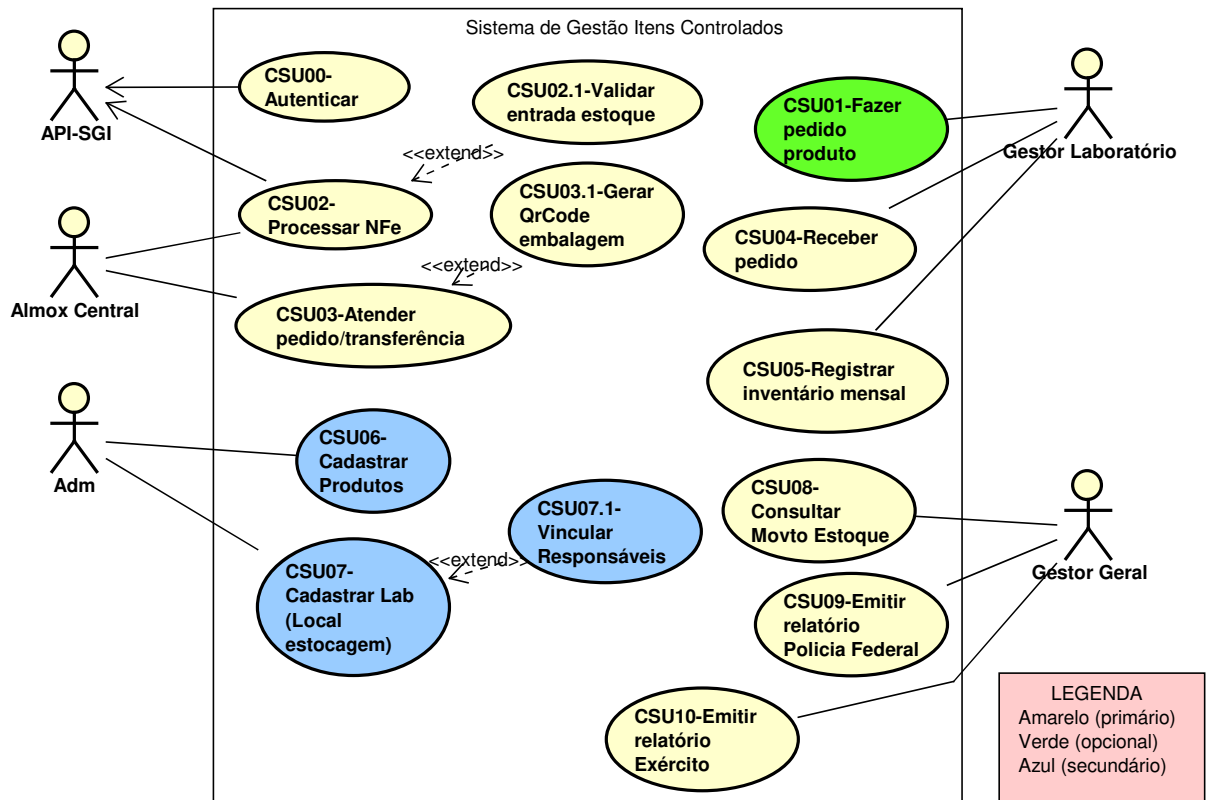 Sistema de Gestão Itens Controlados
API-SGI
Almox Central
Adm
CSU00-
Autenticar
CSU02.1-Validar
entrada estoque
<<extend>>
CSU02-
Processar NFe
CSU03.1-Gerar
QrCode
embalagem
<<extend>>
CSU03-Atender
pedido/transferência
CSU06-
Cadastrar
Produtos
CSU07.1-
Vincular
Responsáveis
<<extend>>
CSU07-
Cadastrar Lab
(Local
estocagem)
CSU01-Fazer
pedido
produto
Gestor Laboratório
CSU04-Receber
pedido
CSU05-Registrar
inventário mensal
CSU08-
Consultar
Movto Estoque
Gestor Geral
CSU09-Emitir
relatório
Policia Federal
CSU10-Emitir
relatório
Exército
LEGENDA
Amarelo (primário)
Verde (opcional)
Azul (secundário)